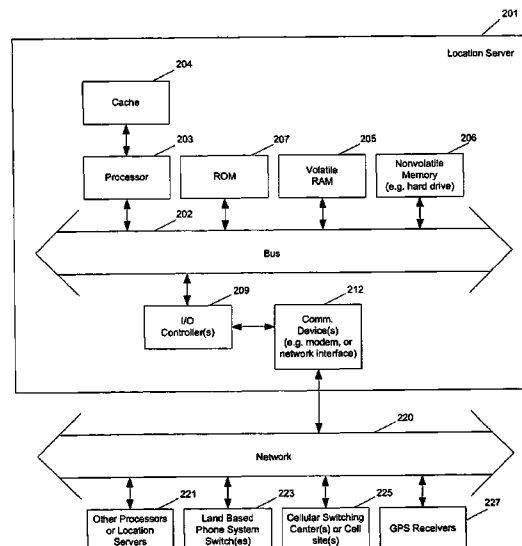 201
Location Server
204
Cache
203
207
205
206
Processor
ROM
Volatile
RAM
Nonvolatile
Memory
(e.g. hard drive)
202
Bus
209
212
I/O
Controller(s)
Comm.
Device(s)
(e.g. modem, or
network interface)
220
Network
221
223
225
227
Other Processors
or Location
Servers
Land Based
Phone System
Switch(es)
Cellular Switching
Center(s) or Cell
site(s)
GPS Receivers